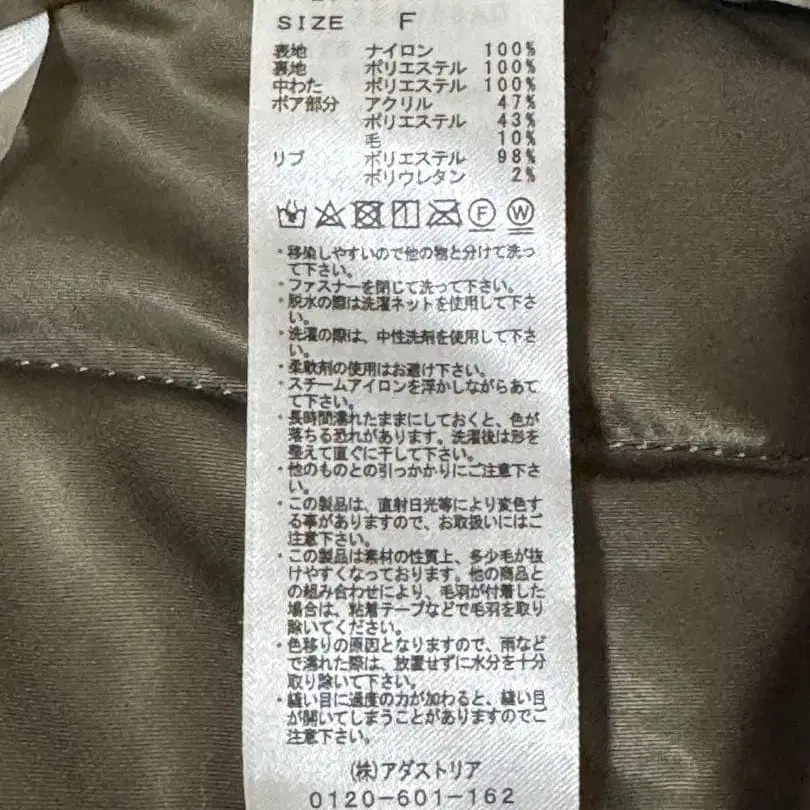 SIZE F
表地 ナイロン 100%
裏地 ポリエステル 100%
中わた ポリエステル 100%
ボア部分 アクリル 47%
ポリエステル 43%
毛 10%
リブ ポリエステル 98%
ポリウレタン 2%
F W
・移染しやすいので他の物と分けて洗っ
て下さい。
・ファスナーを閉じて洗って下さい。
・脱水の際は洗濯ネットを使用して下さ
い。
・洗濯の際は、中性洗剤を使用して下さ
い。
・柔軟剤の使用はお避け下さい。
・スチームアイロンを浮かしながらあて
て下さい。
・長時間濡れたままにしておくと、色が
落ちる恐れがあります。洗濯後は形を
整えて直ぐに干して下さい。
・他のものとの引っかかりにご注意下さ
い。
・この製品は、直射日光等により変色す
る事がありますので、お取扱いにはご
注意下さい。
・この製品は素材の性質上、多少毛が抜
けやすくなっております。他の商品と
の組み合わせにより、毛羽が付着した
場合は、粘着テープなどで毛羽を取り
除いてください。
・色移りの原因となりますので、雨など
で濡れた際は、放置せずに水分を十分
取り除いて下さい。
・縫い目に過度の力が加わると、縫い目
が開いてしまうことがありますのでご
注意下さい。
(株)アダストリア
0120-601-162